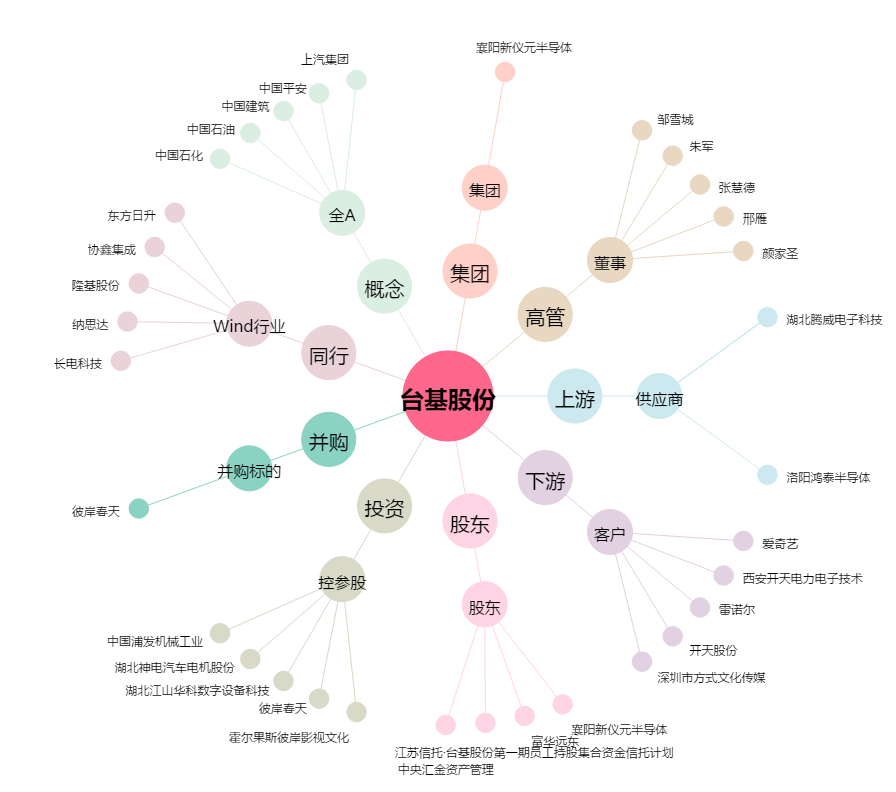 襄阳新仪元半导体
上汽集团
中国平安
中国建筑
中国石油
中国石化
全A
概念
集团
集团
邹雪城
朱军
张慧德
邢雁
颜家圣
董事
高管
东方日升
协鑫集成
隆基股份
纳思达
长电科技
Wind行业
同行
台基股份
上游
供应商
湖北腾威电子科技
洛阳鸿泰半导体
并购
并购标的
彼岸春天
下游
客户
爱奇艺
西安开天电力电子技术
雷诺尔
开天股份
深圳市方式文化传媒
投资
控参股
中国浦发机械工业
湖北神电汽车电机股份
湖北江山华科数字设备科技
彼岸春天
霍尔果斯彼岸影视文化
股东
股东
襄阳新仪元半导体
富华远东
江苏信托·台基股份第一期员工持股集合资金信托计划
中央汇金资产管理